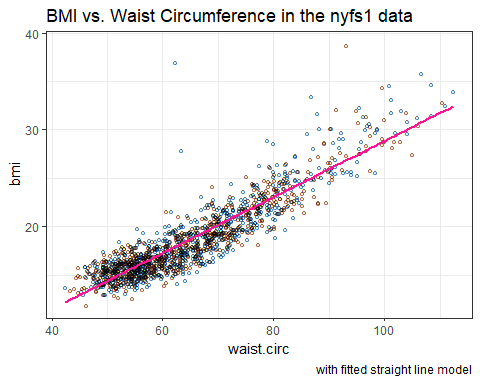 BMI vs. Waist Circumference in the nyfs1 data
40
30
20
bmi
40
60
80
100
waist.circ
with fitted straight line model